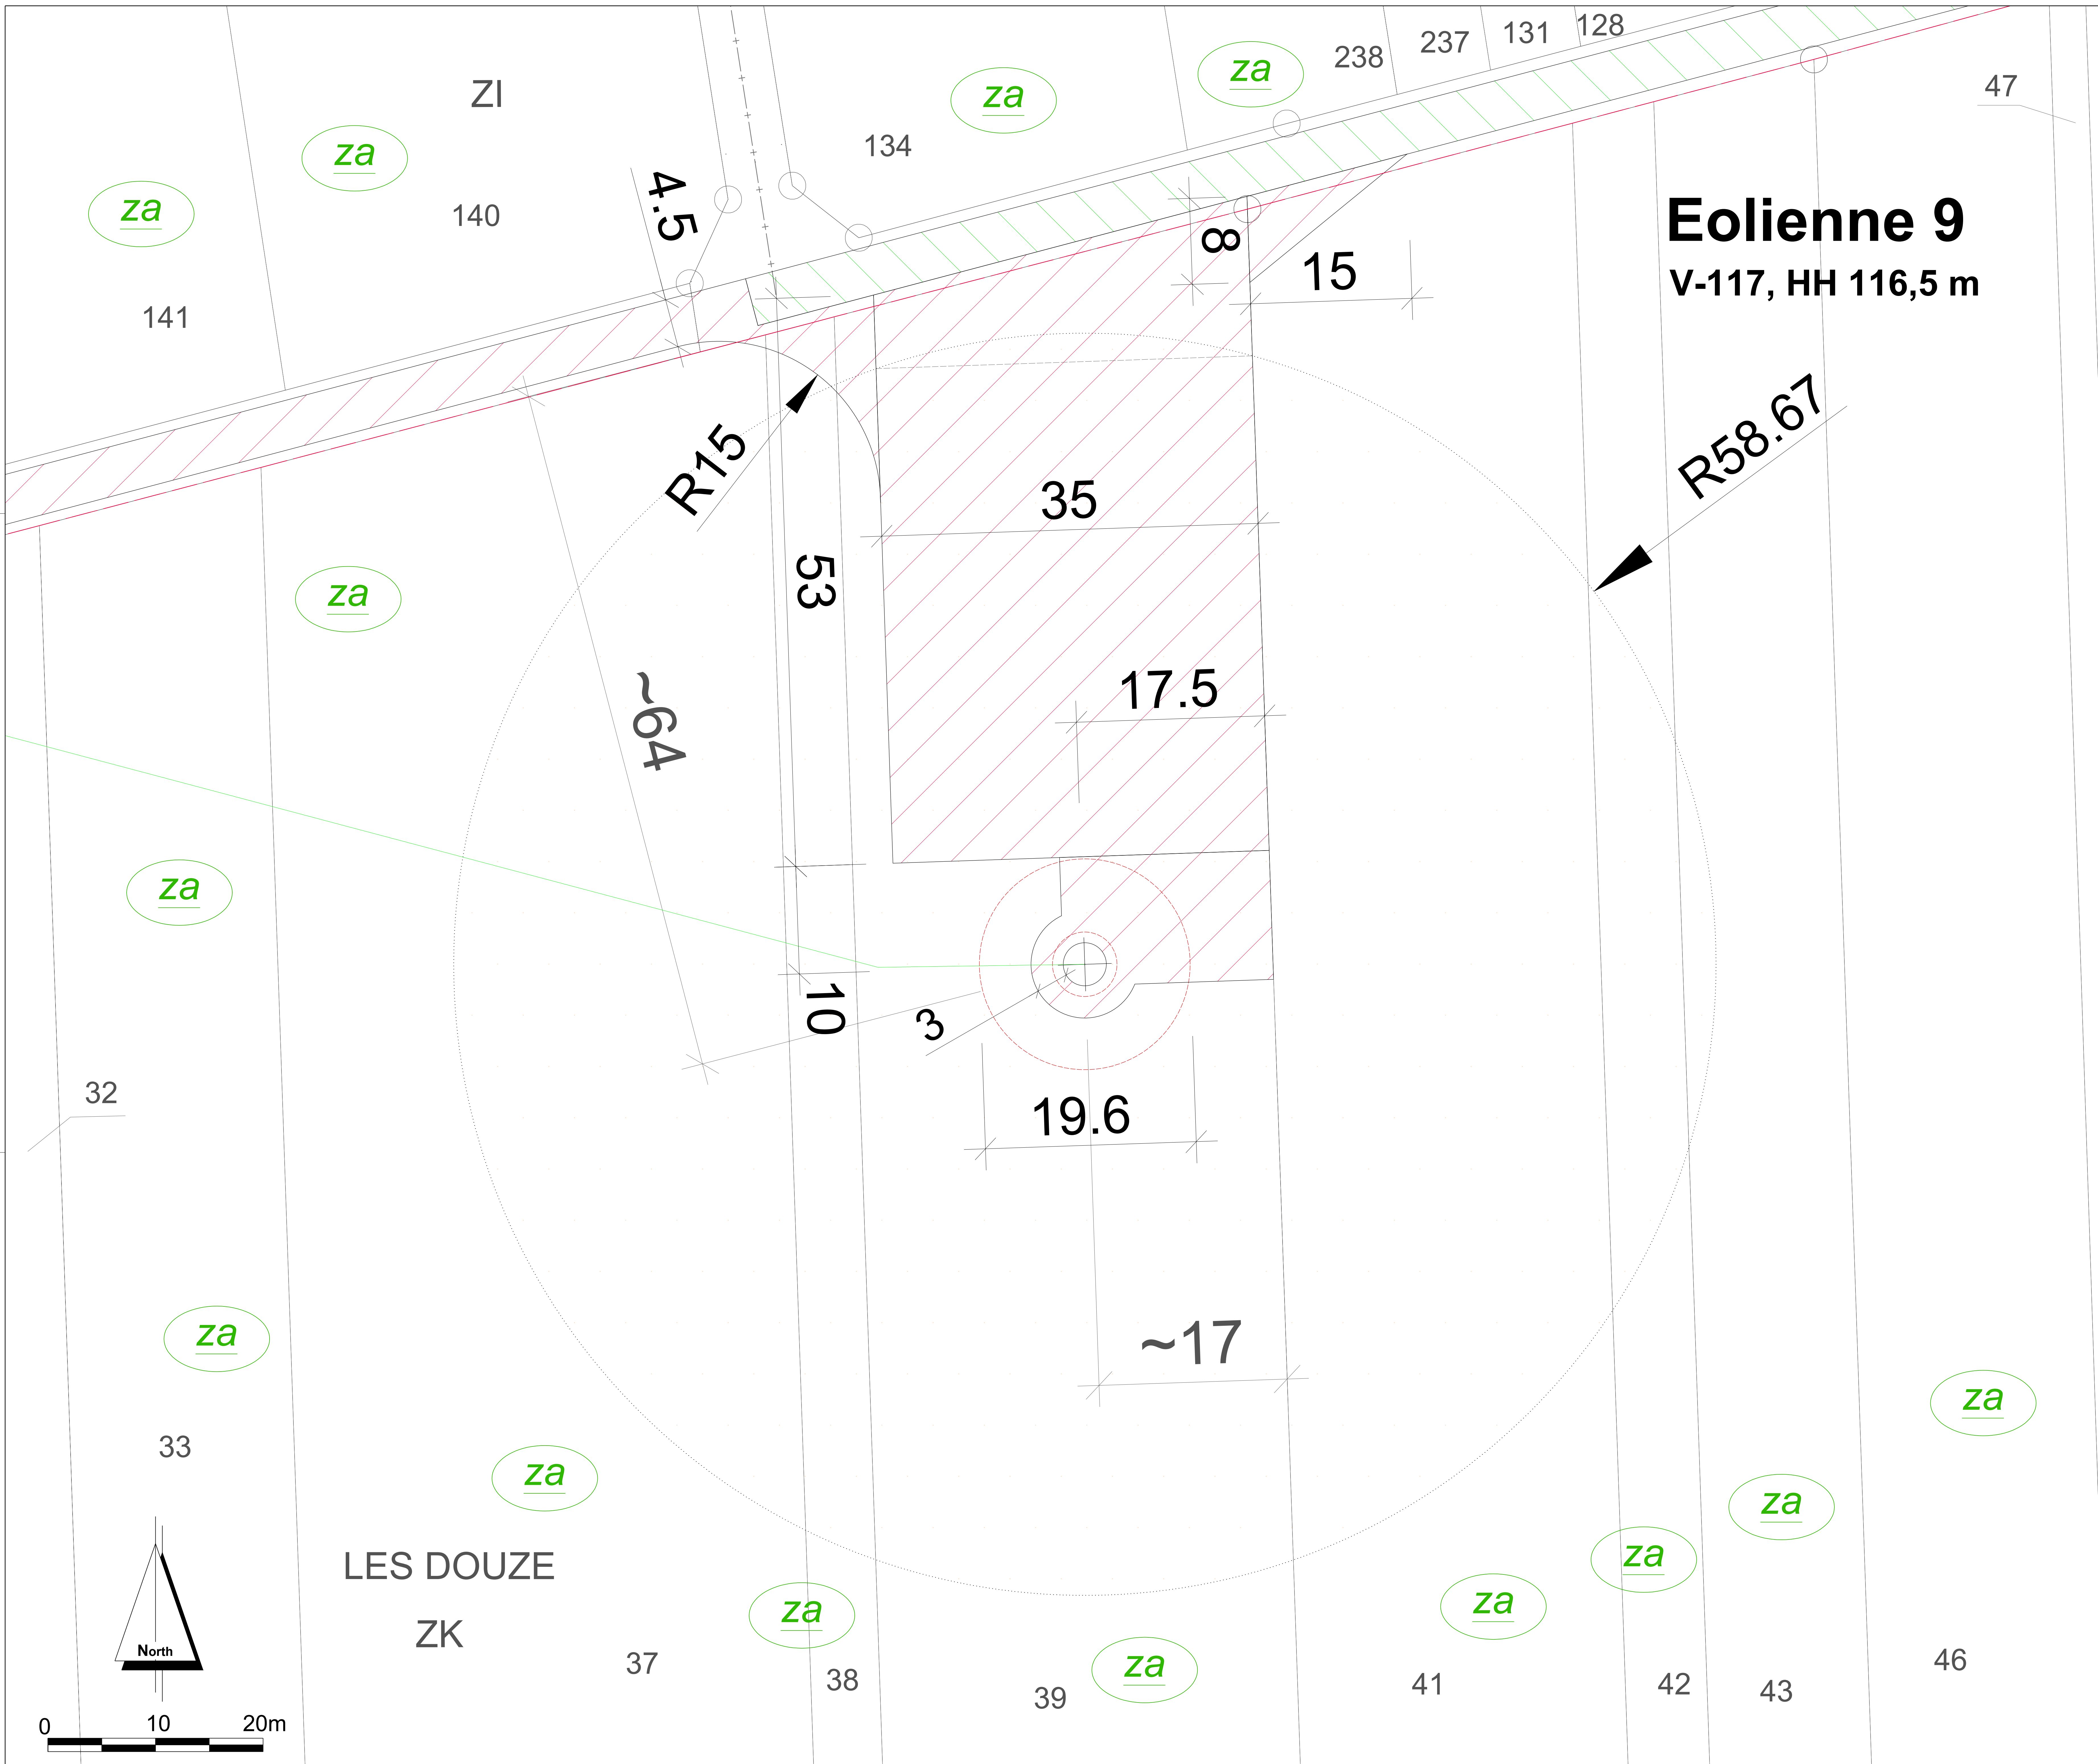 128
131
237
238
za
47
ZI
za
134
za
140
za
4.5
Eolienne 9
8
15
V-117, HH 116,5 m
141
R15
R58.67
35
53
za
~64
17.5
za
10
3
32
19.6
~17
za
za
33
za
za
LES DOUZE
za
za
ZK
za
North
37
38
39
za
41
42
43
46
0
10
20m